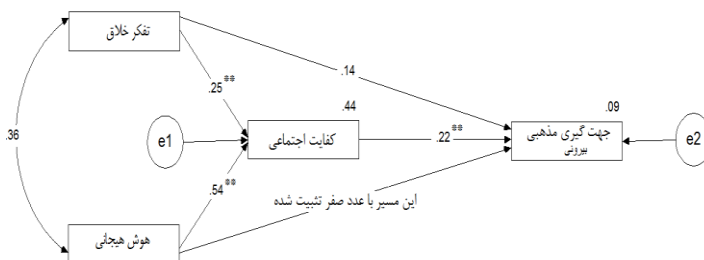 تفکر خلاق
.14
.25**
.44
.09
.36
e1
کفایت اجتماعی
.22**
جهت گیری مذهبی
بیرونی
e2
.54**
این مسیر با عدد صفر تثبیت شده
هوش هیجانی